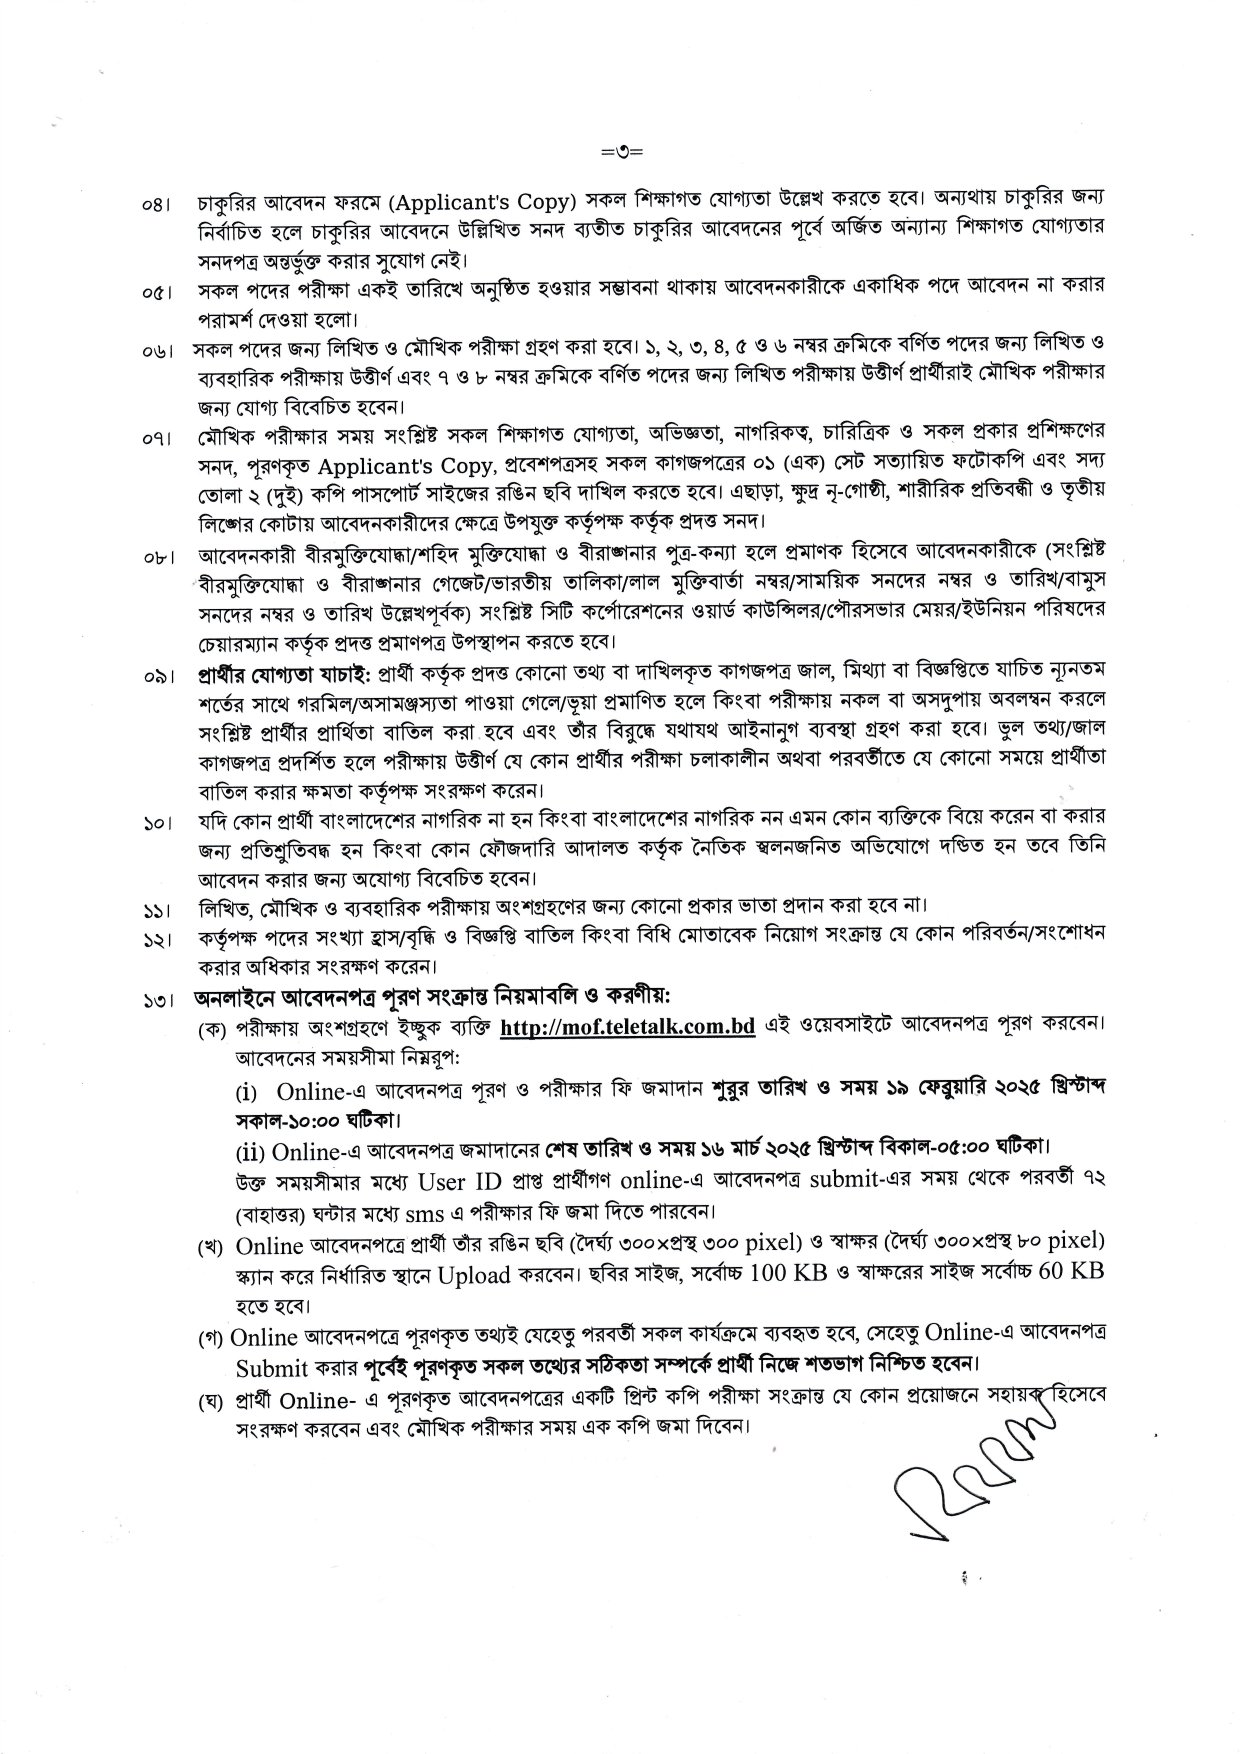 =৩=
০৪। চাকুরির আবেদন ফরমে (Applicant's Copy) সকল শিক্ষাগত যোগ্যতা উল্লেখ করতে হবে। অন্যথায় চাকুরির জন্য
নির্বাচিত হলে চাকুরির আবেদনে উল্লিখিত সনদ ব্যতীত চাকুরির আবেদনের পূর্বে অর্জিত অন্যান্য শিক্ষাগত যোগ্যতার
সনদপত্র অন্তর্ভুক্ত করার সুযোগ নেই।
০৫। সকল পদের পরীক্ষা একই তারিখে অনুষ্ঠিত হওয়ার সম্ভাবনা থাকায় আবেদনকারীকে একাধিক পদে আবেদন না করার
পরামর্শ দেওয়া হলো।
০৬। সকল পদের জন্য লিখিত ও মৌখিক পরীক্ষা গ্রহণ করা হবে। ১, ২, ৩, ৪, ৫ ও ৬ নম্বর ক্রমিকে বর্ণিত পদের জন্য লিখিত ও
ব্যবহারিক পরীক্ষায় উত্তীর্ণ এবং ৭ ও ৮ নম্বর ক্রমিকে বর্ণিত পদের জন্য লিখিত পরীক্ষায় উত্তীর্ণ প্রার্থীরাই মৌখিক পরীক্ষার
জন্য যোগ্য বিবেচিত হবেন।
০৭। মৌখিক পরীক্ষার সময় সংশ্লিষ্ট সকল শিক্ষাগত যোগ্যতা, অভিজ্ঞতা, নাগরিকত্ব, চারিত্রিক ও সকল প্রকার প্রশিক্ষণের
সনদ, পূরণকৃত Applicant's Copy, প্রবেশপত্রসহ সকল কাগজপত্রের ০১ (এক) সেট সত্যায়িত ফটোকপি এবং সদ্য
তোলা ২ (দুই) কপি পাসপোর্ট সাইজের রঙিন ছবি দাখিল করতে হবে। এছাড়া, ক্ষুদ্র নৃ-গোষ্ঠী, শারীরিক প্রতিবন্ধী ও তৃতীয়
লিঙ্গের কোটায় আবেদনকারীদের ক্ষেত্রে উপযুক্ত কর্তৃপক্ষ কর্তৃক প্রদত্ত সনদ।
০৮। আবেদনকারী বীরমুক্তিযোদ্ধা/শহিদ মুক্তিযোদ্ধা ও বীরাঙ্গনার পুত্র-কন্যা হলে প্রমাণক হিসেবে আবেদনকারীকে (সংশ্লিষ্ট
বীরমুক্তিযোদ্ধা ও বীরাঙ্গনার গেজেট/ভারতীয় তালিকা/লাল মুক্তিবার্তা নম্বর/সাময়িক সনদের নম্বর ও তারিখ/বামুস
সনদের নম্বর ও তারিখ উল্লেখপূর্বক) সংশ্লিষ্ট সিটি কর্পোরেশনের ওয়ার্ড কাউন্সিলর/পৌরসভার মেয়র/ইউনিয়ন পরিষদের
চেয়ারম্যান কর্তৃক প্রদত্ত প্রমাণপত্র উপস্থাপন করতে হবে।
০৯। প্রার্থীর যোগ্যতা যাচাই: প্রার্থী কর্তৃক প্রদত্ত কোনো তথ্য বা দাখিলকৃত কাগজপত্র জাল, মিথ্যা বা বিজ্ঞপ্তিতে যাচিত ন্যূনতম
শর্তের সাথে গরমিল/অসামঞ্জস্যতা পাওয়া গেলে/ভূয়া প্রমাণিত হলে কিংবা পরীক্ষায় নকল বা অসদুপায় অবলম্বন করলে
সংশ্লিষ্ট প্রার্থীর প্রার্থিতা বাতিল করা হবে এবং তাঁর বিরুদ্ধে যথাযথ আইনানুগ ব্যবস্থা গ্রহণ করা হবে। ভুল তথ্য/জাল
কাগজপত্র প্রদর্শিত হলে পরীক্ষায় উত্তীর্ণ যে কোন প্রার্থীর পরীক্ষা চলাকালীন অথবা পরবর্তীতে যে কোনো সময়ে প্রার্থীতা
বাতিল করার ক্ষমতা কর্তৃপক্ষ সংরক্ষণ করেন।
১০। যদি কোন প্রার্থী বাংলাদেশের নাগরিক না হন কিংবা বাংলাদেশের নাগরিক নন এমন কোন ব্যক্তিকে বিয়ে করেন বা করার
জন্য প্রতিশ্রুতিবদ্ধ হন কিংবা কোন ফৌজদারি আদালত কর্তৃক নৈতিক স্খলনজনিত অভিযোগে দন্ডিত হন তবে তিনি
আবেদন করার জন্য অযোগ্য বিবেচিত হবেন।
১১। লিখিত, মৌখিক ও ব্যবহারিক পরীক্ষায় অংশগ্রহণের জন্য কোনো প্রকার ভাতা প্রদান করা হবে না।
১২। কর্তৃপক্ষ পদের সংখ্যা হ্রাস/বৃদ্ধি ও বিজ্ঞপ্তি বাতিল কিংবা বিধি মোতাবেক নিয়োগ সংক্রান্ত যে কোন পরিবর্তন/সংশোধন
করার অধিকার সংরক্ষণ করেন।
১৩। অনলাইনে আবেদনপত্র পূরণ সংক্রান্ত নিয়মাবলি ও করণীয়:
(ক) পরীক্ষায় অংশগ্রহণে ইচ্ছুক ব্যক্তি http://mof.teletalk.com.bd এই ওয়েবসাইটে আবেদনপত্র পূরণ করবেন।
আবেদনের সময়সীমা নিম্নরূপ:
(i) Online-এ আবেদনপত্র পূরণ ও পরীক্ষার ফি জমাদান শুরুর তারিখ ও সময় ১৯ ফেব্রুয়ারি ২০২৫ খ্রিস্টাব্দ
সকাল-১০:০০ ঘটিকা।
(ii) Online-এ আবেদনপত্র জমাদানের শেষ তারিখ ও সময় ১৬ মার্চ ২০২৫ খ্রিস্টাব্দ বিকাল-০৫:০০ ঘটিকা।
উক্ত সময়সীমার মধ্যে User ID প্রাপ্ত প্রার্থীগণ online-এ আবেদনপত্র submit-এর সময় থেকে পরবর্তী ৭২
(বাহাত্তর) ঘন্টার মধ্যে sms এ পরীক্ষার ফি জমা দিতে পারবেন।
(খ) Online আবেদনপত্রে প্রার্থী তাঁর রঙিন ছবি (দৈর্ঘ্য ৩০০×প্রস্থ ৩০০ pixel) ও স্বাক্ষর (দৈর্ঘ্য ৩০০×প্রস্থ ৮০ pixel)
স্ক্যান করে নির্ধারিত স্থানে Upload করবেন। ছবির সাইজ, সর্বোচ্চ 100 KB ও স্বাক্ষরের সাইজ সর্বোচ্চ 60 KB
হতে হবে।
(গ) Online আবেদনপত্রে পূরণকৃত তথ্যই যেহেতু পরবর্তী সকল কার্যক্রমে ব্যবহৃত হবে, সেহেতু Online-এ আবেদনপত্র
Submit করার পূর্বেই পূরণকৃত সকল তথ্যের সঠিকতা সম্পর্কে প্রার্থী নিজে শতভাগ নিশ্চিত হবেন।
(ঘ) প্রার্থী Online- এ পূরণকৃত আবেদনপত্রের একটি প্রিন্ট কপি পরীক্ষা সংক্রান্ত যে কোন প্রয়োজনে সহায়ক হিসেবে
সংরক্ষণ করবেন এবং মৌখিক পরীক্ষার সময় এক কপি জমা দিবেন।